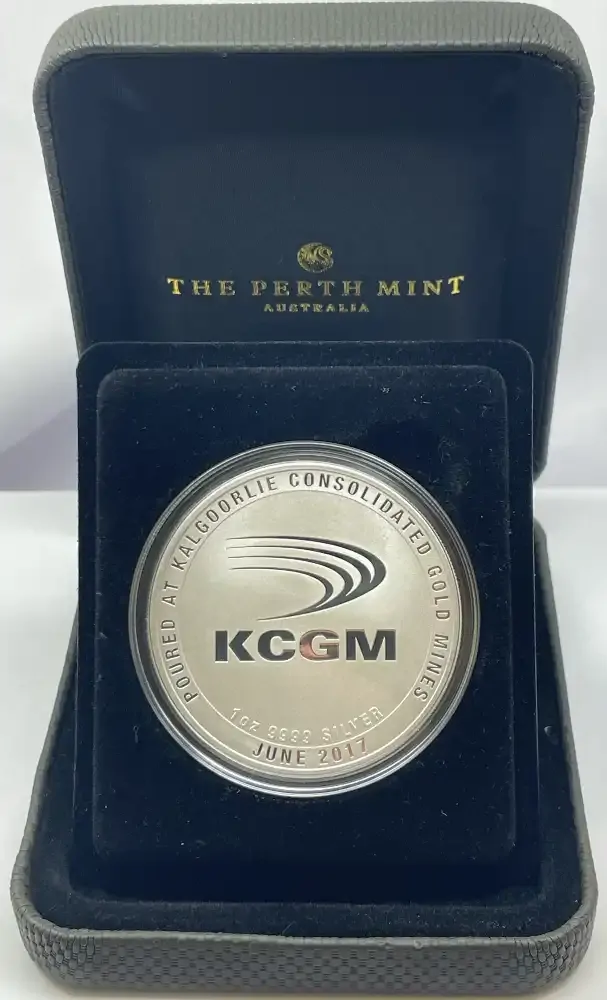 THE PERTH MINT
AUSTRALIA
POURED AT KALGOORLIE CONSOLIDATED GOLD MINES
KCGM
1oz 9999 SILVER
JUNE 2017